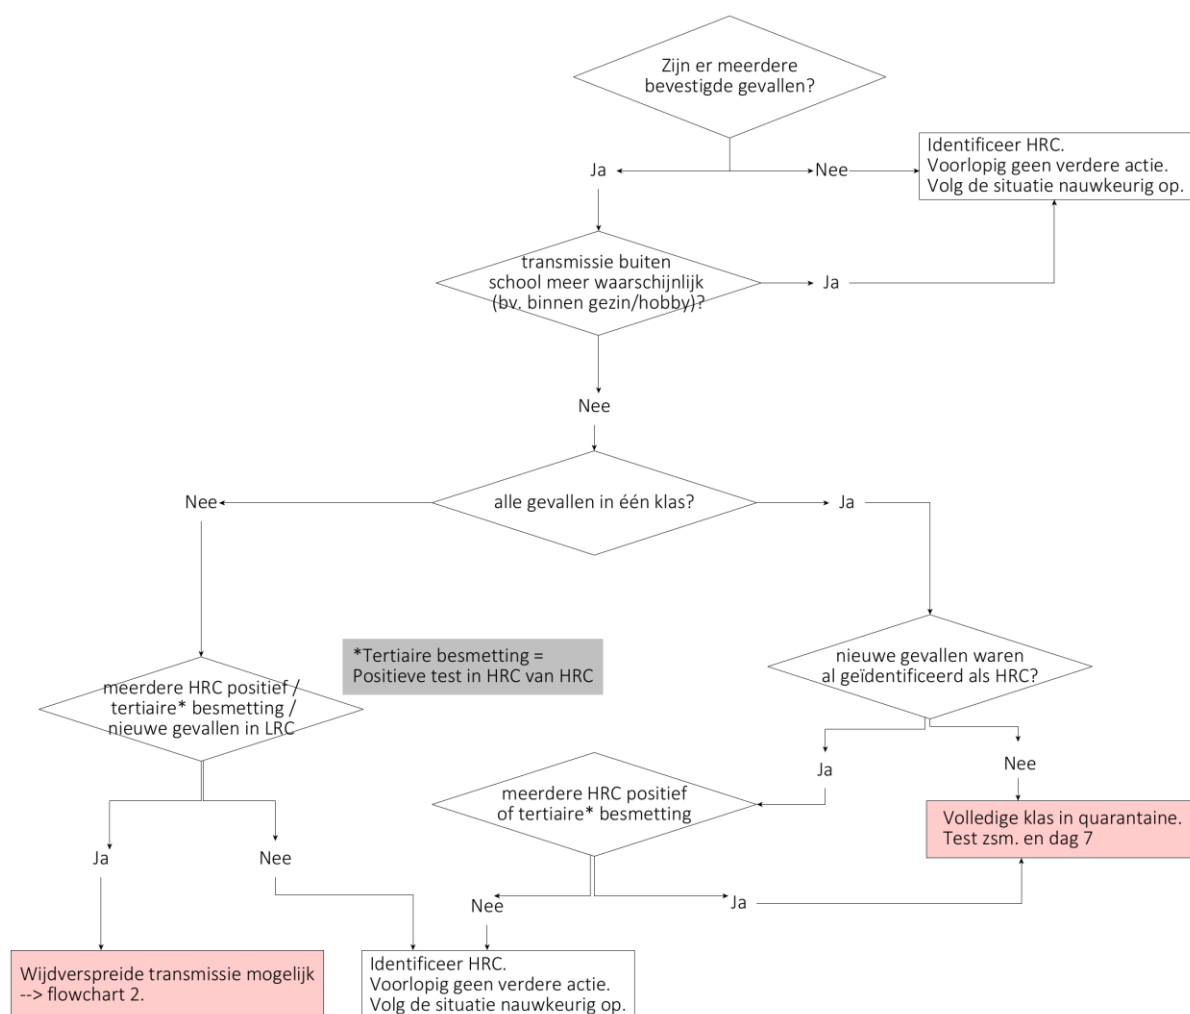 Zijn er meerdere
bevestigde gevallen?
Identificeer HRC.
Voorlopig geen verdere actie.
Volg de situatie nauwkeurig op.
Ja
Nee
transmissie buiten
school meer waarschijnlijk
(bv. binnen gezin/hobby)?
Ja
Nee
Nee
alle gevallen in één klas?
Ja
*Tertiaire besmetting =
Positieve test in HRC van HRC
nieuwe gevallen waren
al geïdentificeerd als HRC?
meerdere HRC positief /
tertiaire* besmetting /
nieuwe gevallen in LRC
Ja
Nee
meerdere HRC positief
of tertiaire* besmetting
Volledige klas in quarantaine.
Test zsm. en dag 7
Ja
Nee
Nee
Ja
Wijdverspreide transmissie mogelijk
--> flowchart 2.
Identificeer HRC.
Voorlopig geen verdere actie.
Volg de situatie nauwkeurig op.